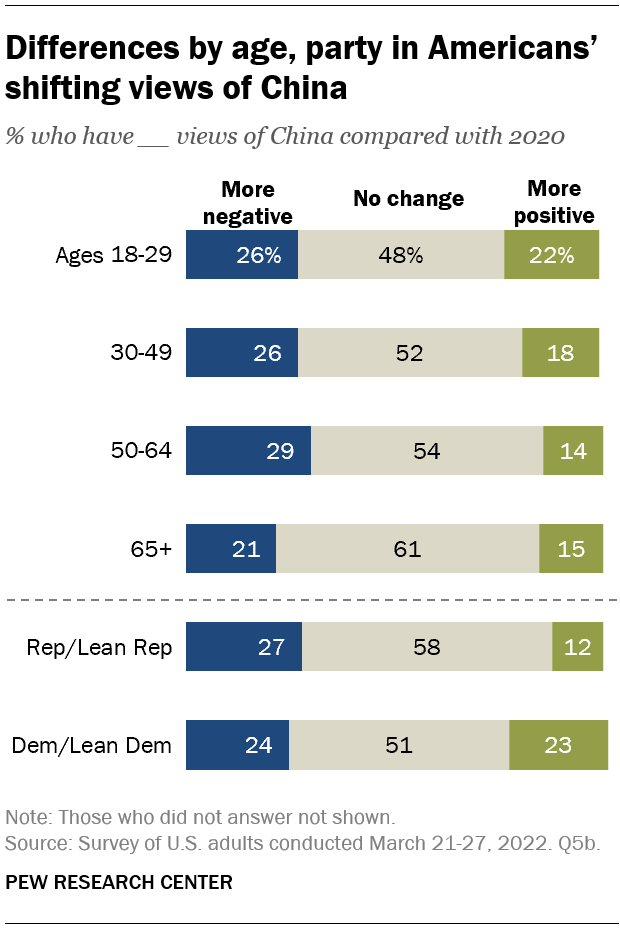 Differences by age, party in Americans’
shifting views of China
% who have __ views of China compared with 2020
More
negative
No change
More
positive
Ages 18-29 26% 48% 22%
30-49 26 52 18
50-64 29 54 14
65+ 21 61 15
Rep/Lean Rep 27 58 12
Dem/Lean Dem 24 51 23
Note: Those who did not answer not shown.
Source: Survey of U.S. adults conducted March 21-27, 2022. Q5b.
PEW RESEARCH CENTER